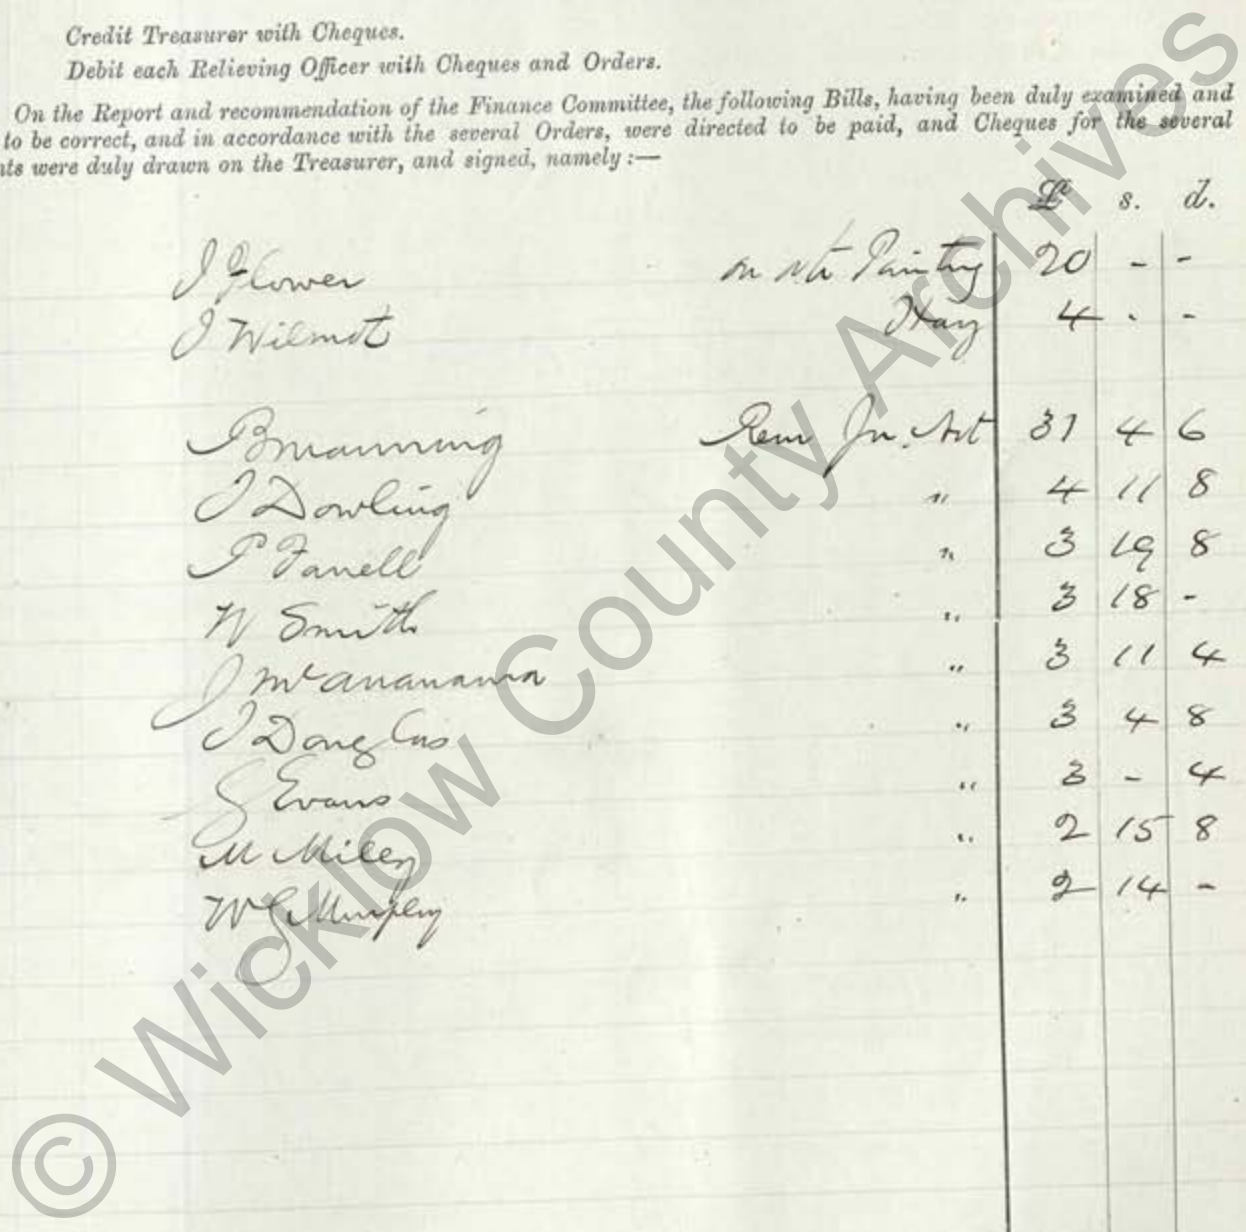 Credit Treasurer with Cheques.
Debit each Relieving Officer with Cheques and Orders.
On the Report and recommendation of the Finance Committee, the following Bills, having been duly examined and
to be correct, and in accordance with the several Orders, were directed to be paid, and Cheques for the several
nts were duly drawn on the Treasurer, and signed, namely :—
£ s. d.
J Flower on Painting 20 - -
J Wilmot Hay 4 - -
B Manning Rem 31 4 6
J Dowling " 4 11 8
P Farrell " 3 19 8
W Smith " 3 18 -
J " 3 11 4
J Douglas " 3 4 8
G Evans " 3 - 4
M Miley " 2 15 8
W G Murphy " 2 14 -
© Wicklow County Archives